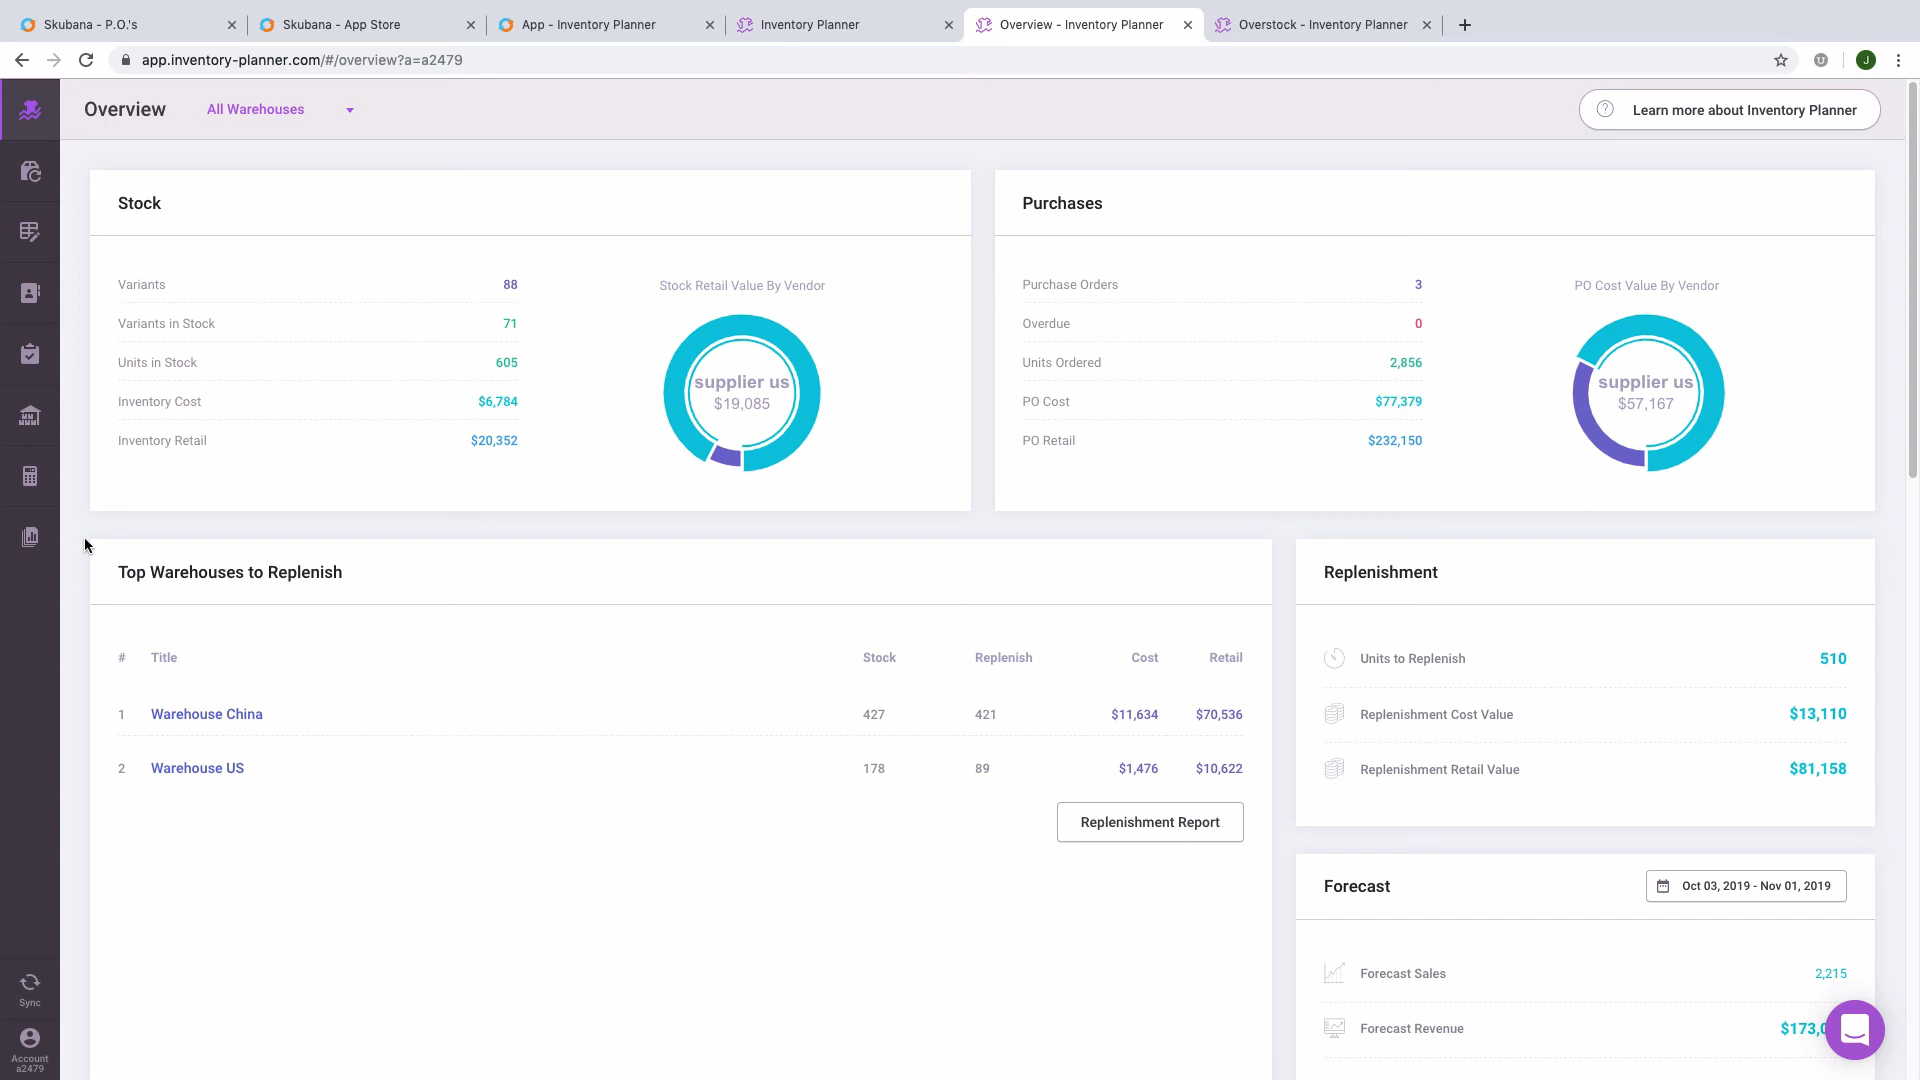 Skubana - P.O.'s
Skubana - App Store
App - Inventory Planner
Inventory Planner
Overview - Inventory Planner
Overstock - Inventory Planner
app.inventory-planner.com/#/overview?a=a2479
J
Overview
All Warehouses
Learn more about Inventory Planner
Stock
Variants 88
Variants in Stock 71
Units in Stock 605
Inventory Cost $6,784
Inventory Retail $20,352
Stock Retail Value By Vendor
supplier us
$19,085
Purchases
Purchase Orders 3
Overdue 0
Units Ordered 2,856
PO Cost $77,379
PO Retail $232,150
PO Cost Value By Vendor
supplier us
$57,167
Top Warehouses to Replenish
# Title Stock Replenish Cost Retail
1 Warehouse China 427 421 $11,634 $70,536
2 Warehouse US 178 89 $1,476 $10,622
Replenishment Report
Replenishment
Units to Replenish 510
Replenishment Cost Value $13,110
Replenishment Retail Value $81,158
Forecast
Oct 03, 2019 - Nov 01, 2019
Forecast Sales 2,215
Forecast Revenue
Sync
Account
a2479